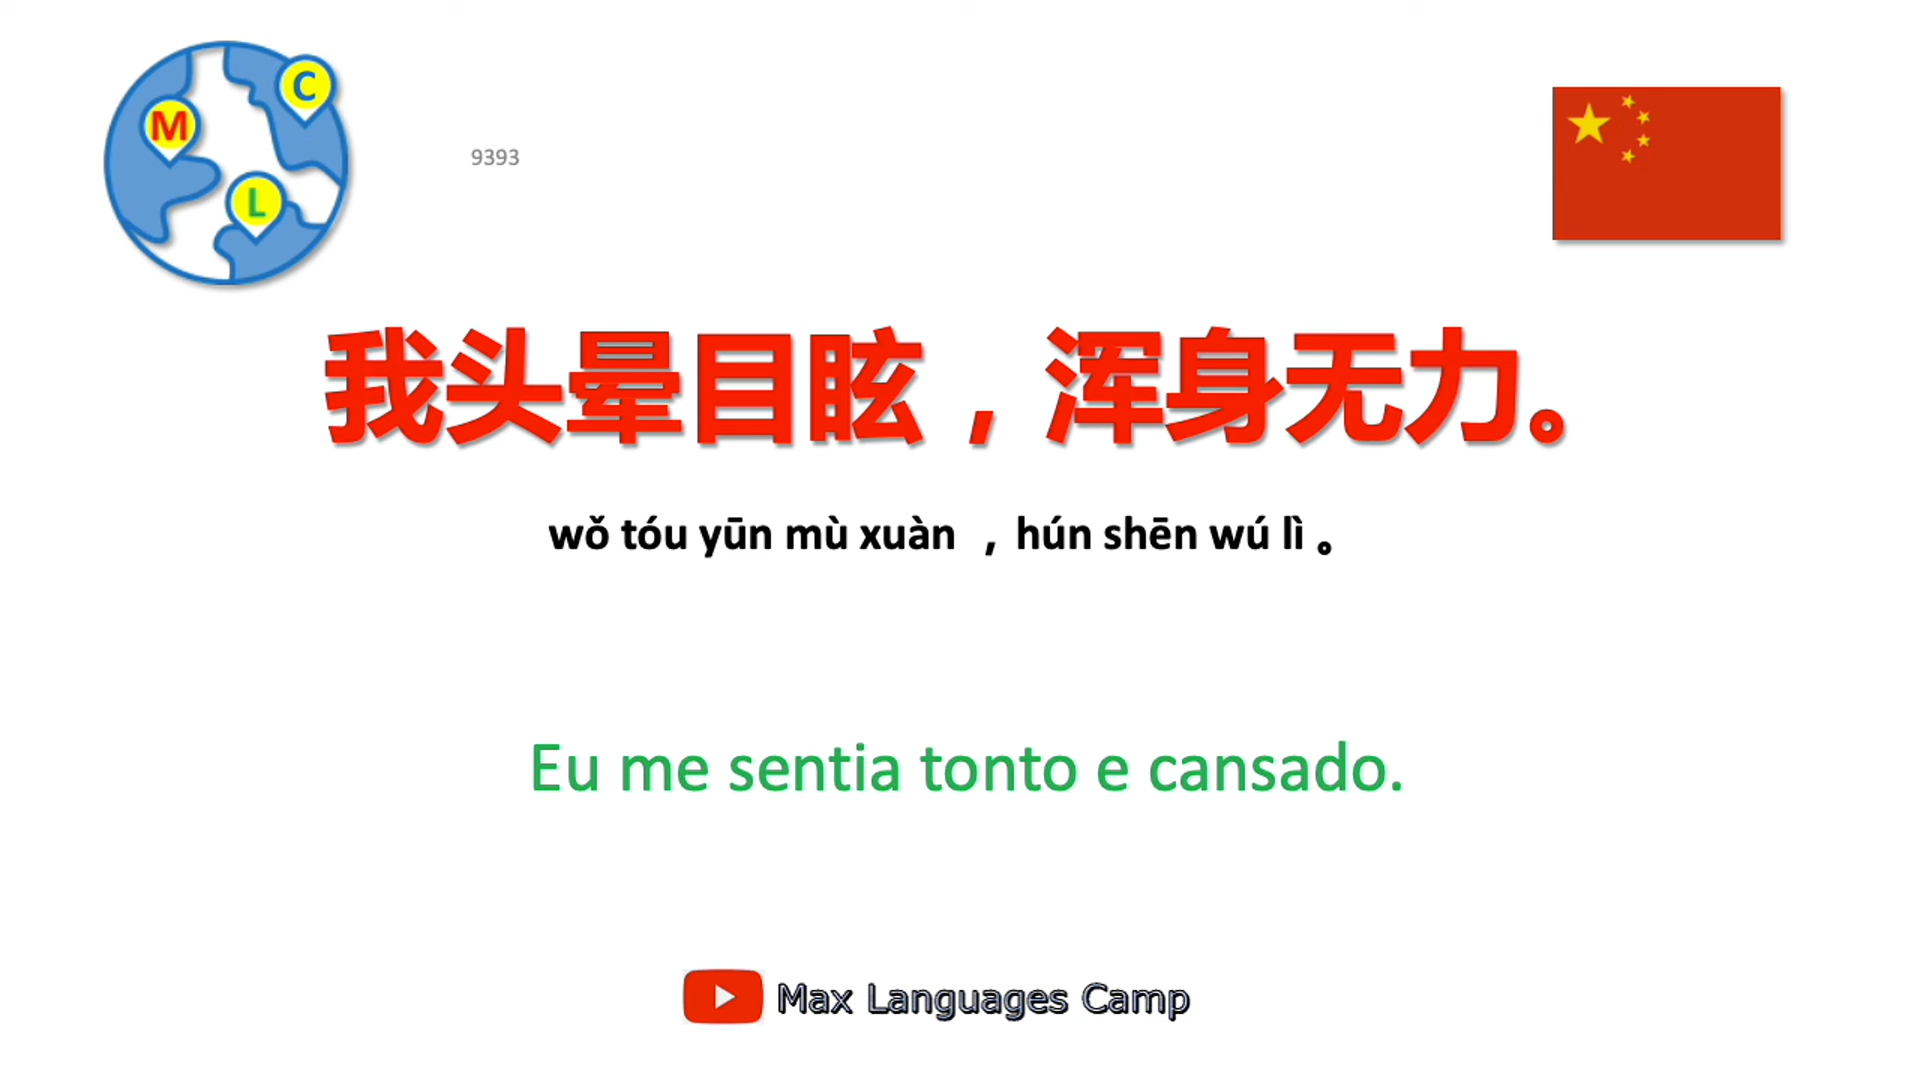 M
C
L
9393
我头晕目眩，浑身无力。
wǒ tóu yūn mù xuàn ，hún shēn wú lì 。
Eu me sentia tonto e cansado.
Max Languages Camp